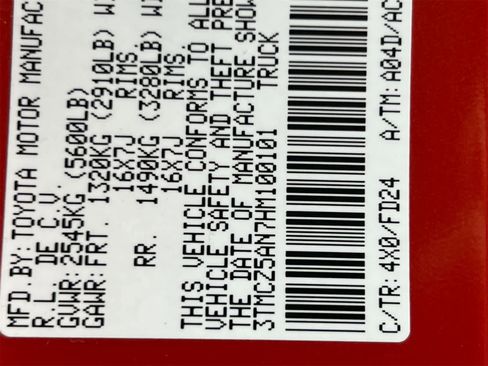 MFD.BY: TOYOTA MOTOR MANUFAC
R.L. DE C.V.
GVWR: 2545KG (5600LB)
GAWR: FRT. 1320KG (2910LB) WI
16X7J RIMS.
RR. 1490KG (3280LB) WI
16X7J RIMS.
THIS VEHICLE CONFORMS TO ALL
VEHICLE SAFETY AND THEFT PRE
THE DATE OF MANUFACTURE SHOW
3TMCZ5AN7HM100101 TRUCK
C/TR: 4X0/FD24 A/TM: A04D/AC